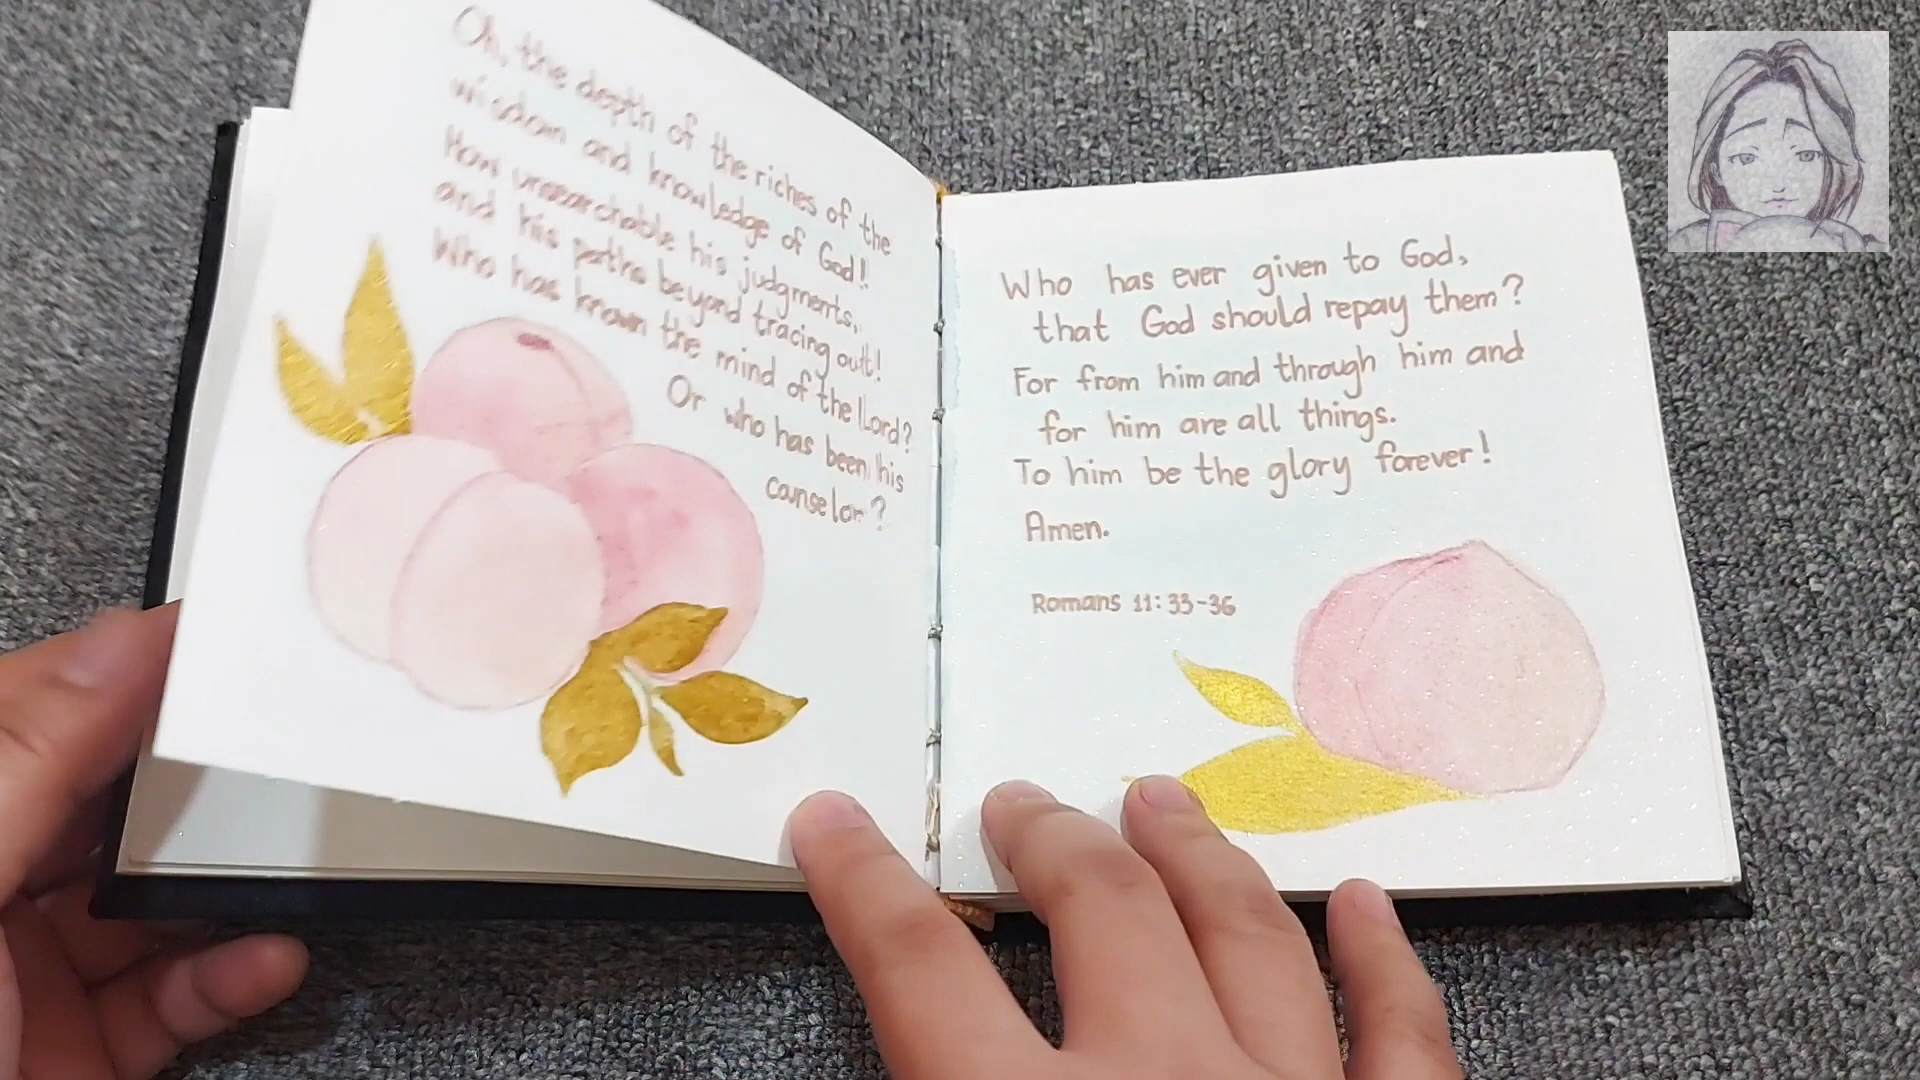 Oh, the depth of the riches of the
wisdom and knowledge of God!
How unsearchable his judgments,
and his paths beyond tracing out!
Who has known the mind of the Lord?
Or who has been his
counselor?
Who has ever given to God,
that God should repay them?
For from him and through him and
for him are all things.
To him be the glory forever!
Amen.
Romans 11:33-36